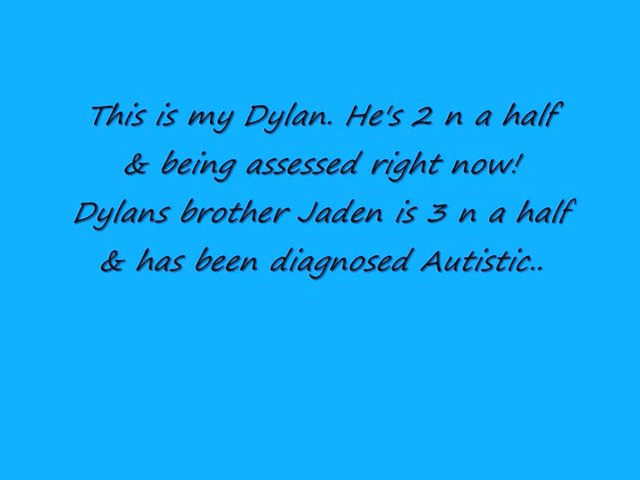 This is my Dylan. He's 2 n a half
& being assessed right now!
Dylans brother Jaden is 3 n a half
& has been diagnosed Autistic..